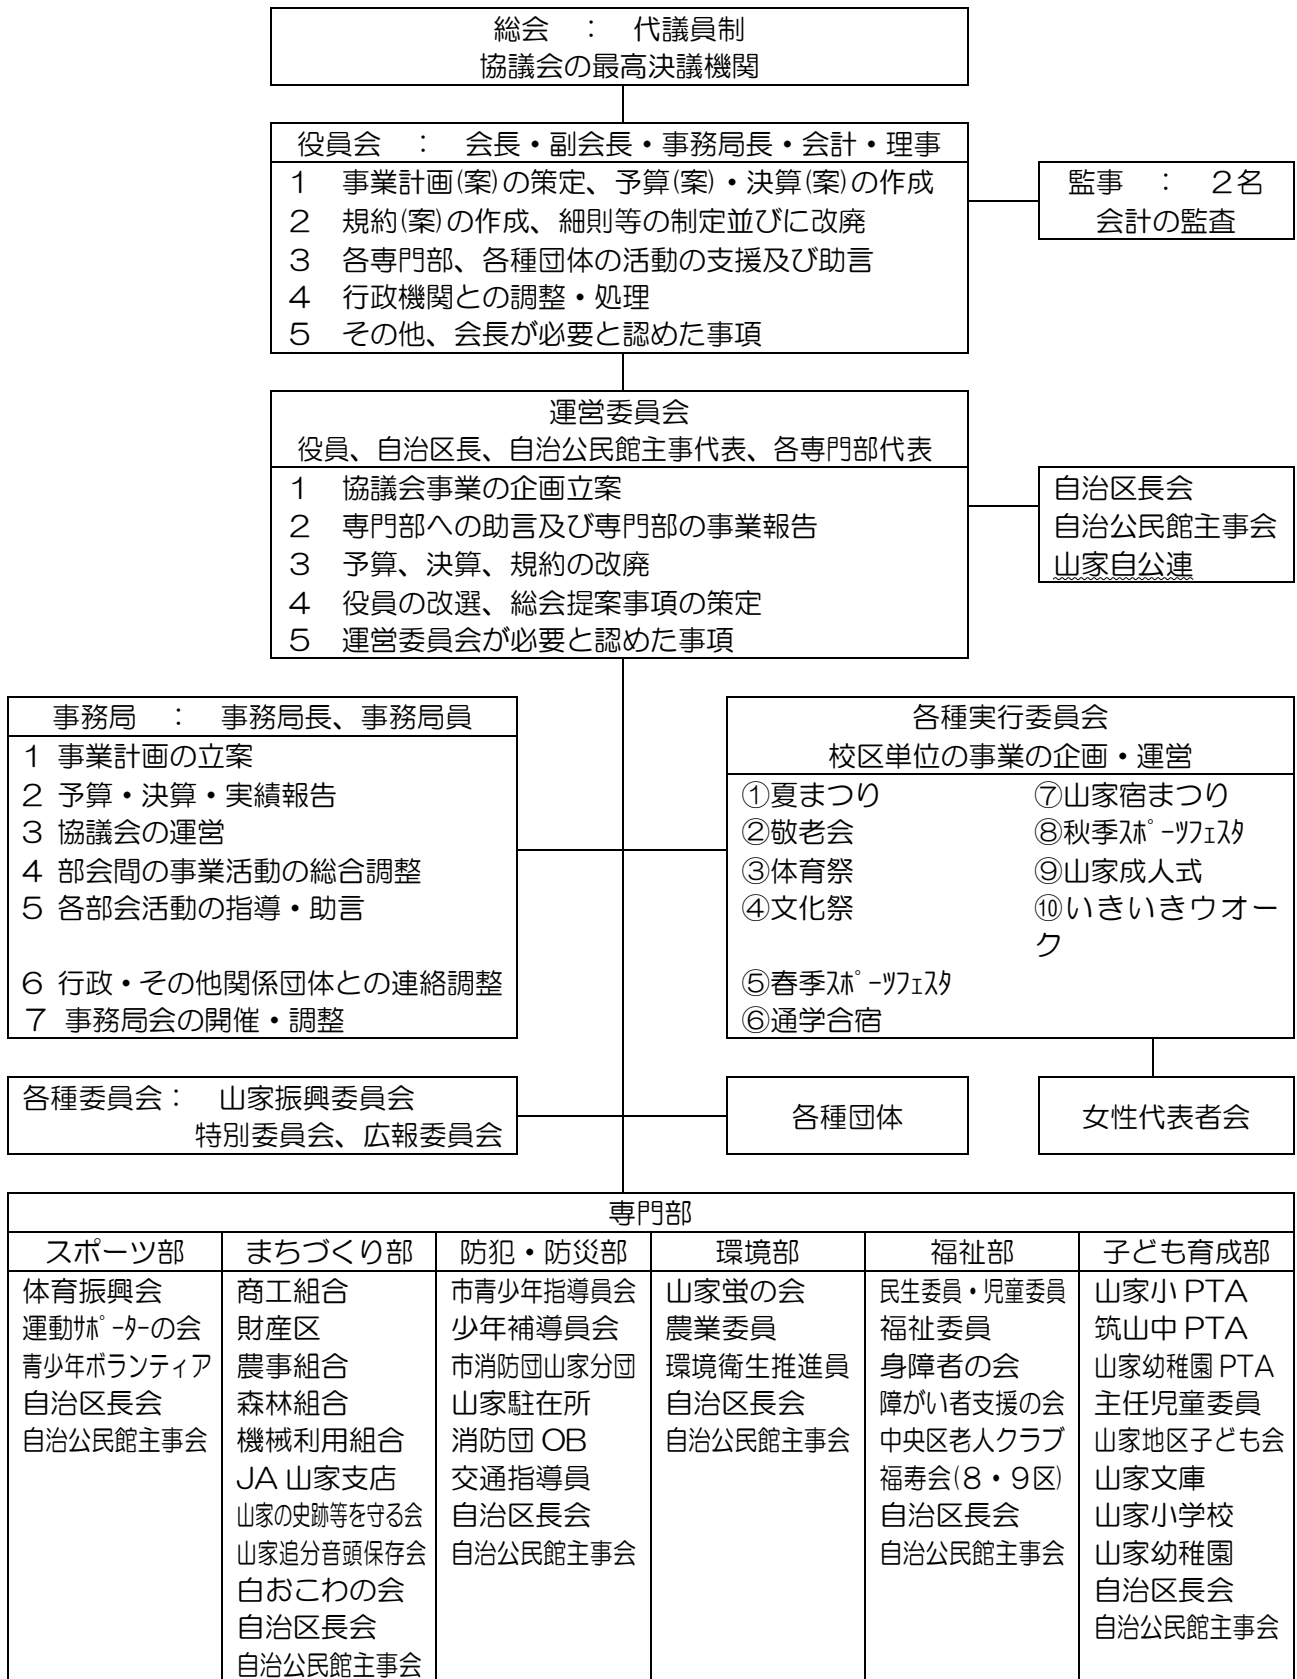 総会　：　代議員制
協議会の最高決議機関
役員会　：　会長・副会長・事務局長・会計・理事
１　事業計画(案)の策定、予算(案)・決算(案)の作成
２　規約(案)の作成、細則等の制定並びに改廃
３　各専門部、各種団体の活動の支援及び助言
４　行政機関との調整・処理
５　その他、会長が必要と認めた事項
監事　：　２名
会計の監査
運営委員会
役員、自治区長、自治公民館主事代表、各専門部代表
１　協議会事業の企画立案
２　専門部への助言及び専門部の事業報告
３　予算、決算、規約の改廃
４　役員の改選、総会提案事項の策定
５　運営委員会が必要と認めた事項
自治区長会
自治公民館主事会
山家自公連
事務局　：　事務局長、事務局員
１ 事業計画の立案
２ 予算・決算・実績報告
３ 協議会の運営
４ 部会間の事業活動の総合調整
５ 各部会活動の指導・助言
６ 行政・その他関係団体との連絡調整
７ 事務局会の開催・調整
各種実行委員会
校区単位の事業の企画・運営
①夏まつり　⑦山家宿まつり
②敬老会　⑧秋季ｽﾎﾟｰﾂﾌｪｽﾀ
③体育祭　⑨山家成人式
④文化祭　⑩いきいきウオー
ク
⑤春季ｽﾎﾟｰﾂﾌｪｽﾀ
⑥通学合宿
各種委員会：　山家振興委員会
特別委員会、広報委員会
各種団体
女性代表者会
専門部
スポーツ部
体育振興会
運動ｻﾎﾟｰﾀｰの会
青少年ボランティア
自治区長会
自治公民館主事会
まちづくり部
商工組合
財産区
農事組合
森林組合
機械利用組合
JA 山家支店
山家の史跡等を守る会
山家追分音頭保存会
白おこわの会
自治区長会
自治公民館主事会
防犯・防災部
市青少年指導員会
少年補導員会
市消防団山家分団
山家駐在所
消防団 OB
交通指導員
自治区長会
自治公民館主事会
環境部
山家蛍の会
農業委員
環境衛生推進員
自治区長会
自治公民館主事会
福祉部
民生委員・児童委員
福祉委員
身障者の会
障がい者支援の会
中央区老人クラブ
福寿会(８・９区)
自治区長会
自治公民館主事会
子ども育成部
山家小 PTA
筑山中 PTA
山家幼稚園 PTA
主任児童委員
山家地区子ども会
山家文庫
山家小学校
山家幼稚園
自治区長会
自治公民館主事会